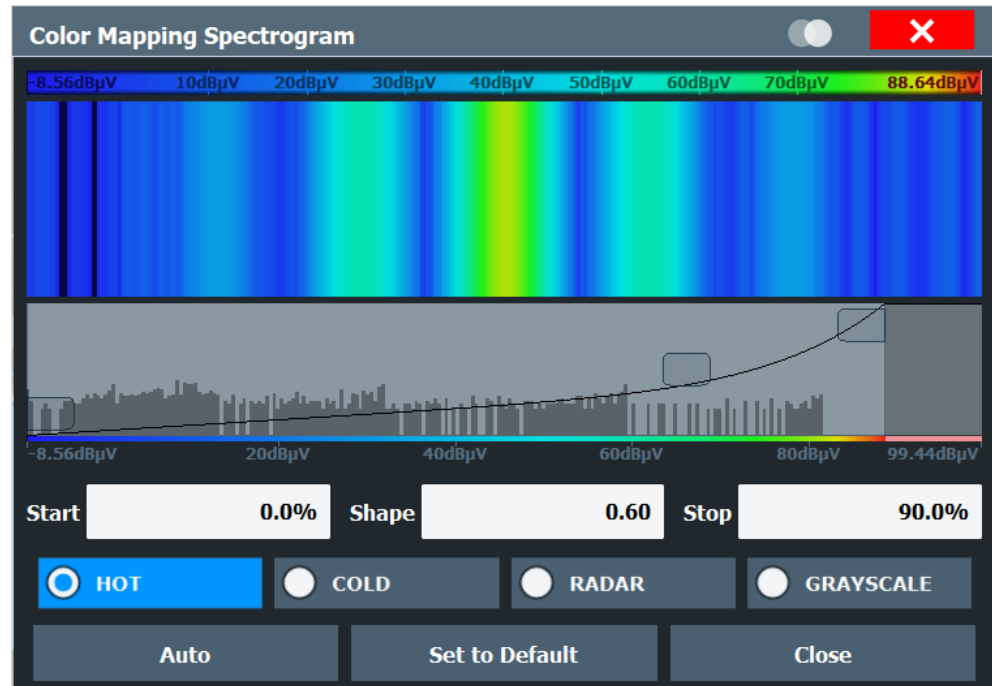 Color Mapping Spectrogram
-8.56dBµV 10dBµV 20dBµV 30dBµV 40dBµV 50dBµV 60dBµV 70dBµV 88.64dBµV
-8.56dBµV 20dBµV 40dBµV 60dBµV 80dBµV 99.44dBµV
Start 0.0% Shape 0.60 Stop 90.0%
HOT COLD RADAR GRAYSCALE
Auto Set to Default Close